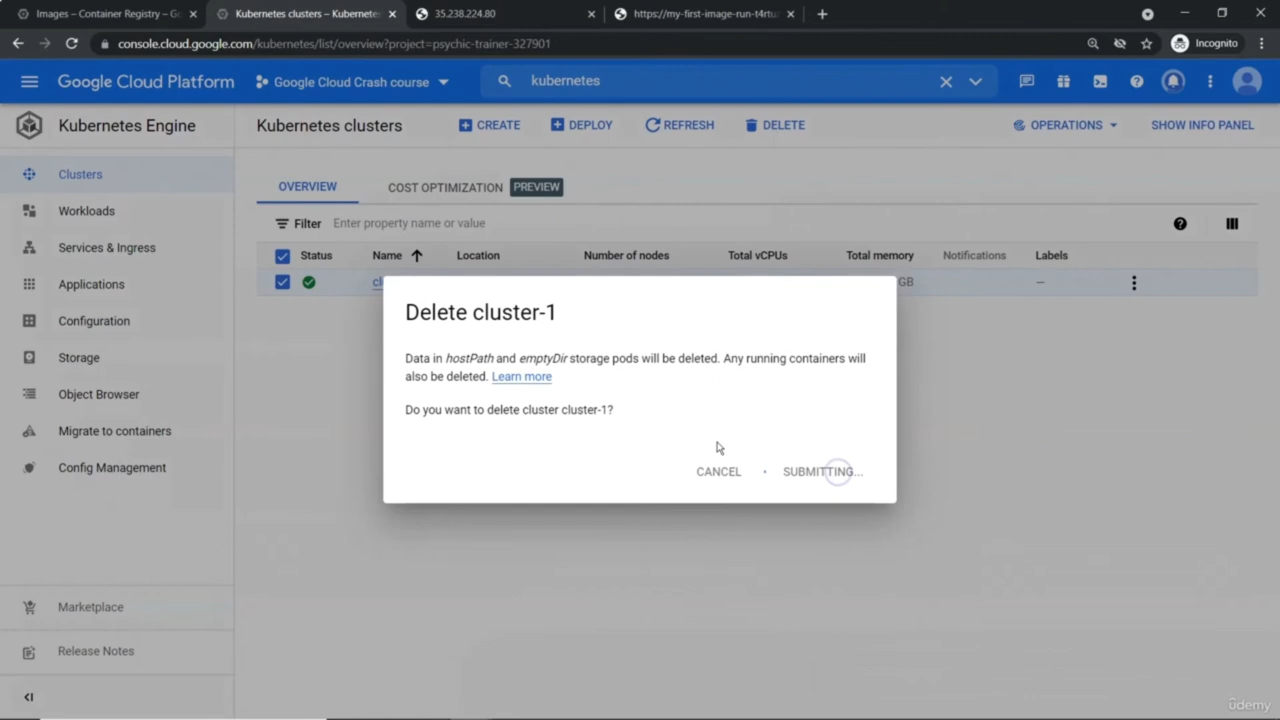 Images – Container Registry – Go
Kubernetes clusters – Kubernetes
35.238.224.80
https://my-first-image-run-t4rtu
console.cloud.google.com/kubernetes/list/overview?project=psychic-trainer-327901
Incognito
Google Cloud Platform
Google Cloud Crash course
kubernetes
Kubernetes Engine
Kubernetes clusters
CREATE
DEPLOY
REFRESH
DELETE
OPERATIONS
SHOW INFO PANEL
Clusters
Workloads
Services & Ingress
Applications
Configuration
Storage
Object Browser
Migrate to containers
Config Management
Marketplace
Release Notes
OVERVIEW
COST OPTIMIZATION PREVIEW
Filter Enter property name or value
Status Name Location Number of nodes Total vCPUs Total memory Notifications Labels
GB –
Delete cluster-1
Data in hostPath and emptyDir storage pods will be deleted. Any running containers will
also be deleted. Learn more
Do you want to delete cluster cluster-1?
CANCEL SUBMITTING...
ûdemy